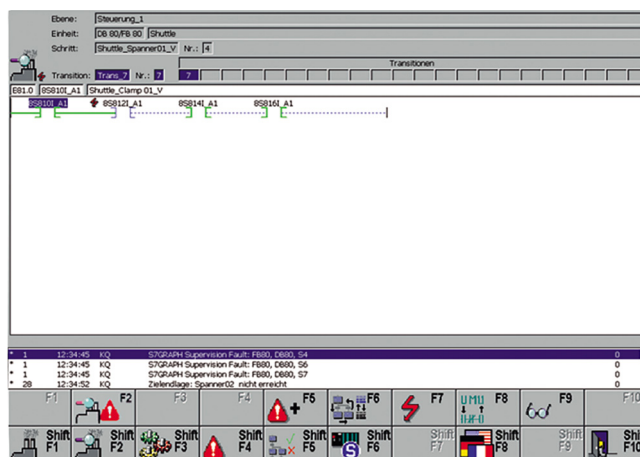 Ebene: Steuerung_1
Einheit: DB 80/FB 80 Shuttle
Schritt: Shuttle_Spanner01_V Nr.: 4
Transitionen
Transition: Trans_7 Nr.: 7 7
E81.0 8S810I_A1 Shuttle_Clamp 01_V
8S810I_A1 8S812I_A1 8S814I_A1 8S816I_A1
* 1 12:34:45 KQ S7GRAPH Supervision Fault: FB80, DB80, S4 0
* 1 12:34:45 KQ S7GRAPH Supervision Fault: FB80, DB80, S6 0
* 1 12:34:45 KQ S7GRAPH Supervision Fault: FB80, DB80, S7 0
* 28 12:34:52 KQ Zielendlage: Spanner02 nicht erreicht 0
F1 F2 F3 F4 F5 F6 F7 F8 F9 F10
Shift Shift Shift Shift Shift Shift Shift Shift Shift Shift
F1 F2 F3 F4 F5 F6 F7 F8 F9 F10